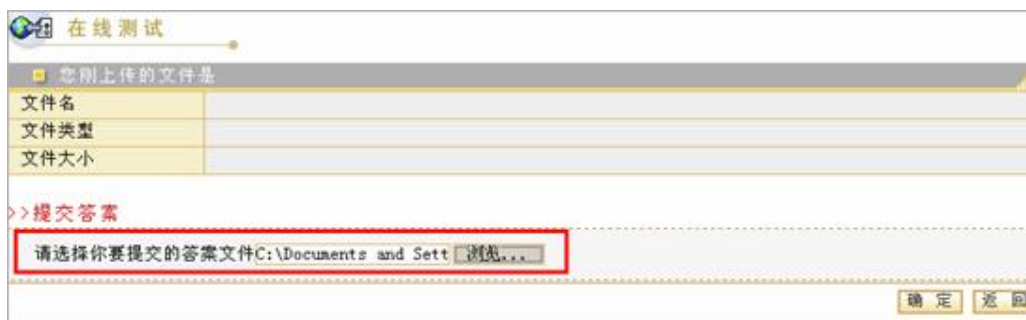 在线测试
您刚上传的文件是
文件名
文件类型
文件大小
>>提交答案
请选择你要提交的答案文件C:\Documents and Sett 浏览...
确 定 返 回